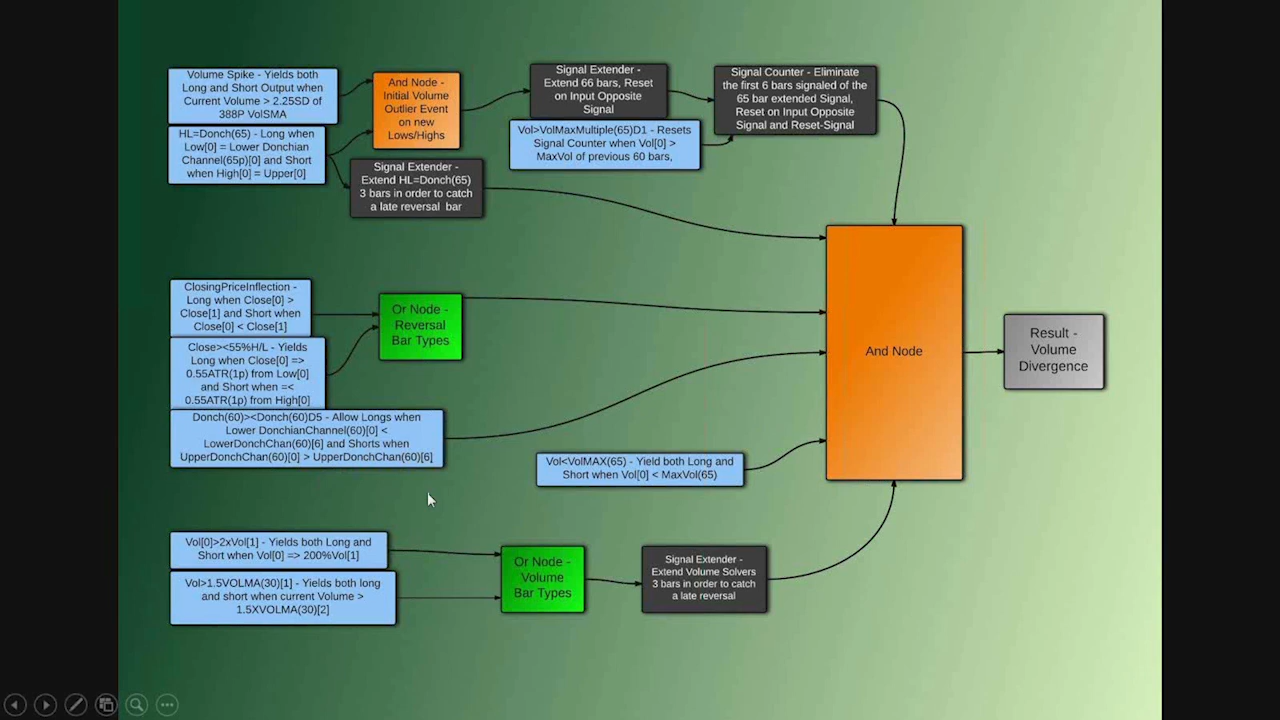 Volume Spike - Yields both
Long and Short Output when
Current Volume > 2.25SD of
388P VolSMA
HL=Donch(65) - Long when
Low[0] = Lower Donchian
Channel(65p)[0] and Short
when High[0] = Upper[0]
And Node -
Initial Volume
Outlier Event
on new
Lows/Highs
Signal Extender -
Extend HL=Donch(65)
3 bars in order to catch
a late reversal bar
Signal Extender -
Extend 66 bars, Reset
on Input Opposite
Signal
Vol>VolMaxMultiple(65)D1 - Resets
Signal Counter when Vol[0] >
MaxVol of previous 60 bars,
Signal Counter - Eliminate
the first 6 bars signaled of the
65 bar extended Signal,
Reset on Input Opposite
Signal and Reset-Signal
ClosingPriceInflection -
Long when Close[0] >
Close[1] and Short when
Close[0] < Close[1]
Close><55%H/L - Yields
Long when Close[0] =>
0.55ATR(1p) from Low[0]
and Short when =<
0.55ATR(1p) from High[0]
Or Node -
Reversal
Bar Types
Donch(60)><Donch(60)D5 - Allow Longs when
Lower DonchianChannel(60)[0] <
LowerDonchChan(60)[6] and Shorts when
UpperDonchChan(60)[0] > UpperDonchChan(60)[6]
Vol<VolMAX(65) - Yield both Long and
Short when Vol[0] < MaxVol(65)
And Node
Result -
Volume
Divergence
Vol[0]>2xVol[1] - Yields both Long and
Short when Vol[0] => 200%Vol[1]
Vol>1.5VOLMA(30)[1] - Yields both long
and short when current Volume >
1.5XVOLMA(30)[2]
Or Node -
Volume
Bar Types
Signal Extender -
Extend Volume Solvers
3 bars in order to catch
a late reversal